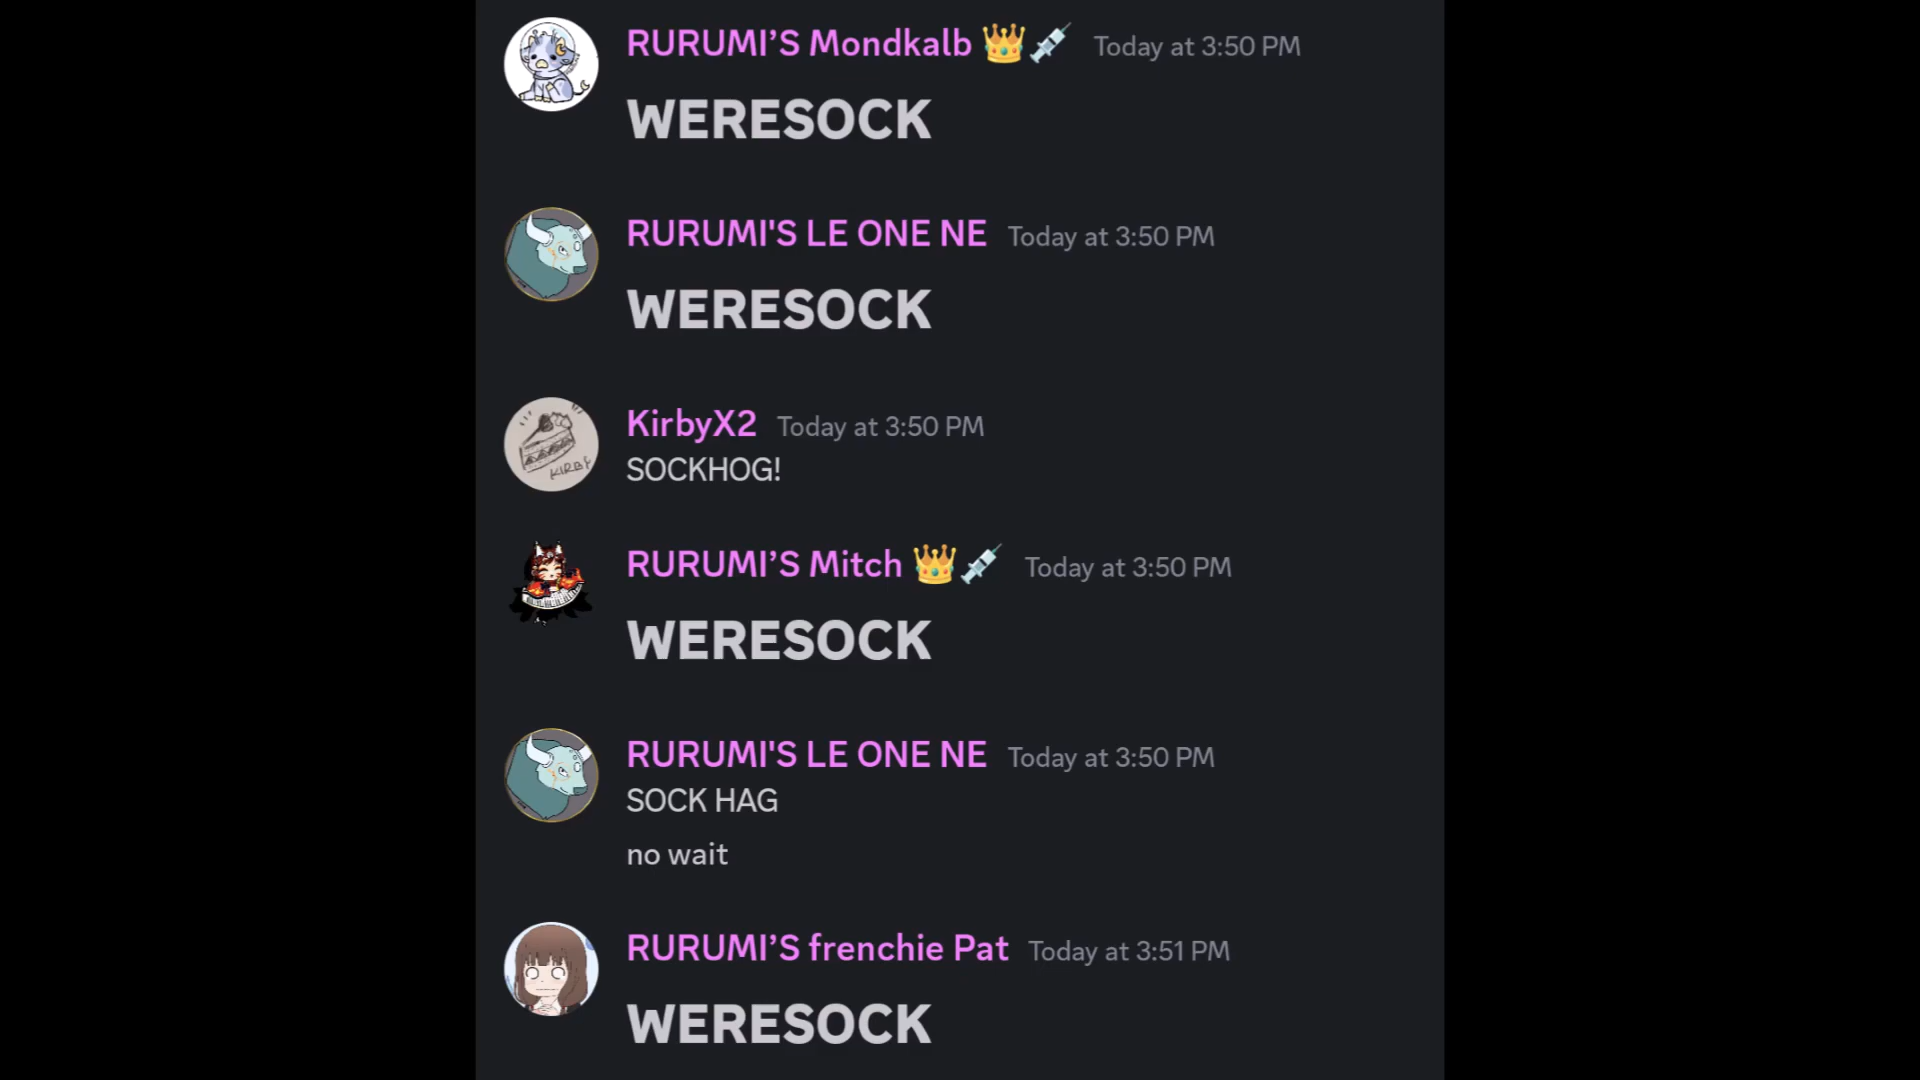 RURUMI’S Mondkalb 👑💉 Today at 3:50 PM
WERESOCK
RURUMI'S LE ONE NE Today at 3:50 PM
WERESOCK
KirbyX2 Today at 3:50 PM
SOCKHOG!
KIRBY
RURUMI’S Mitch 👑💉 Today at 3:50 PM
WERESOCK
RURUMI'S LE ONE NE Today at 3:50 PM
SOCK HAG
no wait
RURUMI’S frenchie Pat Today at 3:51 PM
WERESOCK